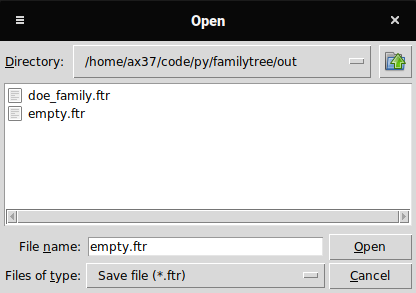 Open
Directory: /home/ax37/code/py/familytree/out
doe_family.ftr
empty.ftr
File name: empty.ftr Open
Files of type: Save file (*.ftr) Cancel